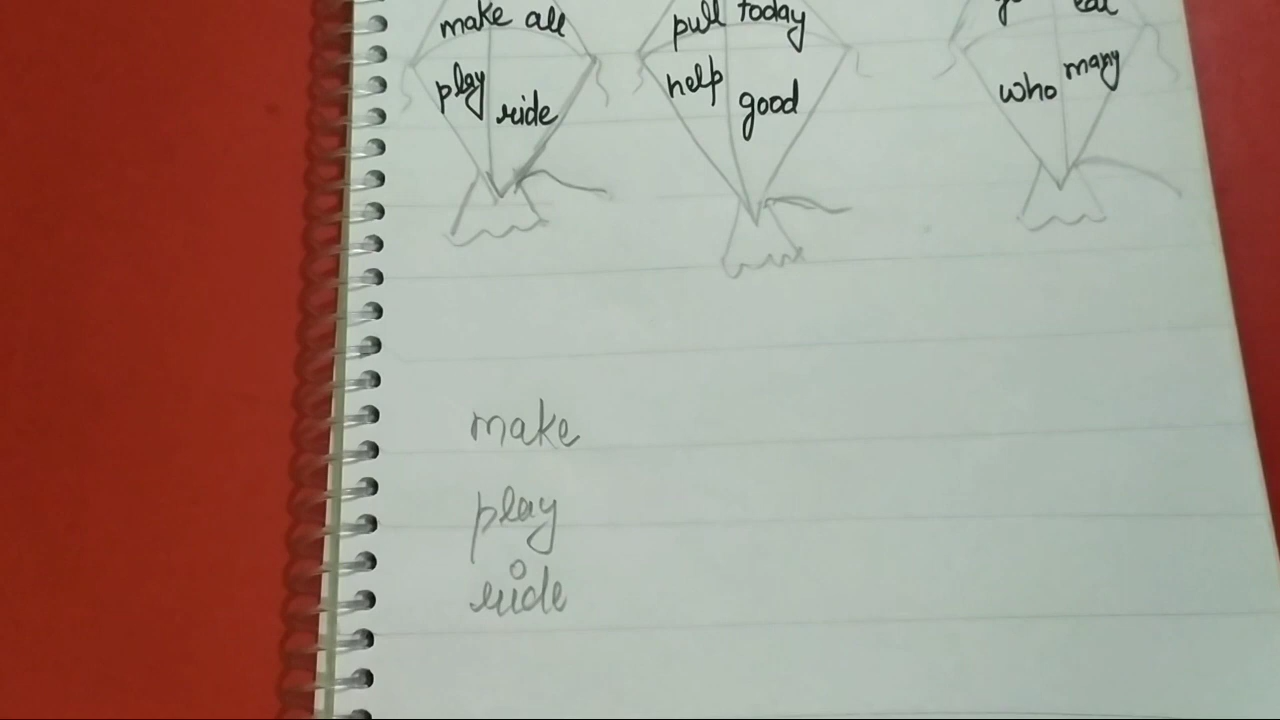 make all
play ride
pull today
help good
who many
make
play
ride